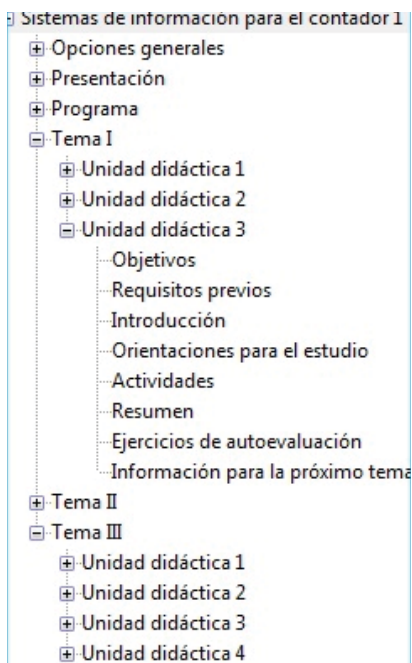 Sistemas de información para el contador 1
Opciones generales
Presentación
Programa
Tema I
Unidad didáctica 1
Unidad didáctica 2
Unidad didáctica 3
Objetivos
Requisitos previos
Introducción
Orientaciones para el estudio
Actividades
Resumen
Ejercicios de autoevaluación
Información para la próximo tema
Tema II
Tema III
Unidad didáctica 1
Unidad didáctica 2
Unidad didáctica 3
Unidad didáctica 4